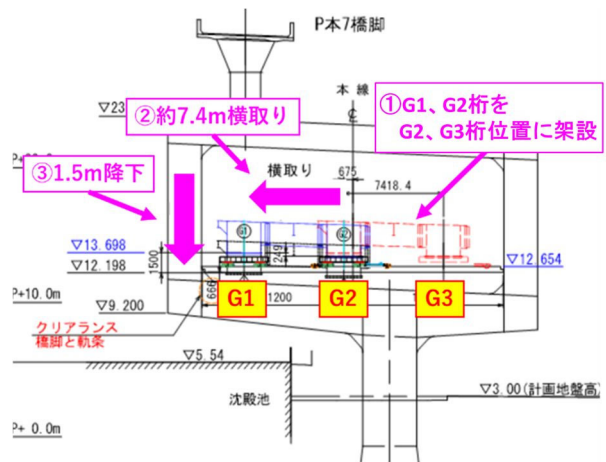 P本7橋脚
本線
℄
①G1、G2桁を
G2、G3桁位置に架設
▽23
②約7.4m横取り
横取り
675
7418.4
③1.5m降下
G1
G2
▽13.698
▽12.198
1500
249
▽12.654
P+10.0m
▽9.200
666
G1
G2
G3
1200
クリアランス
橋脚と軌条
▽5.54
沈殿池
▽3.00(計画地盤高)
P+ 0.0m